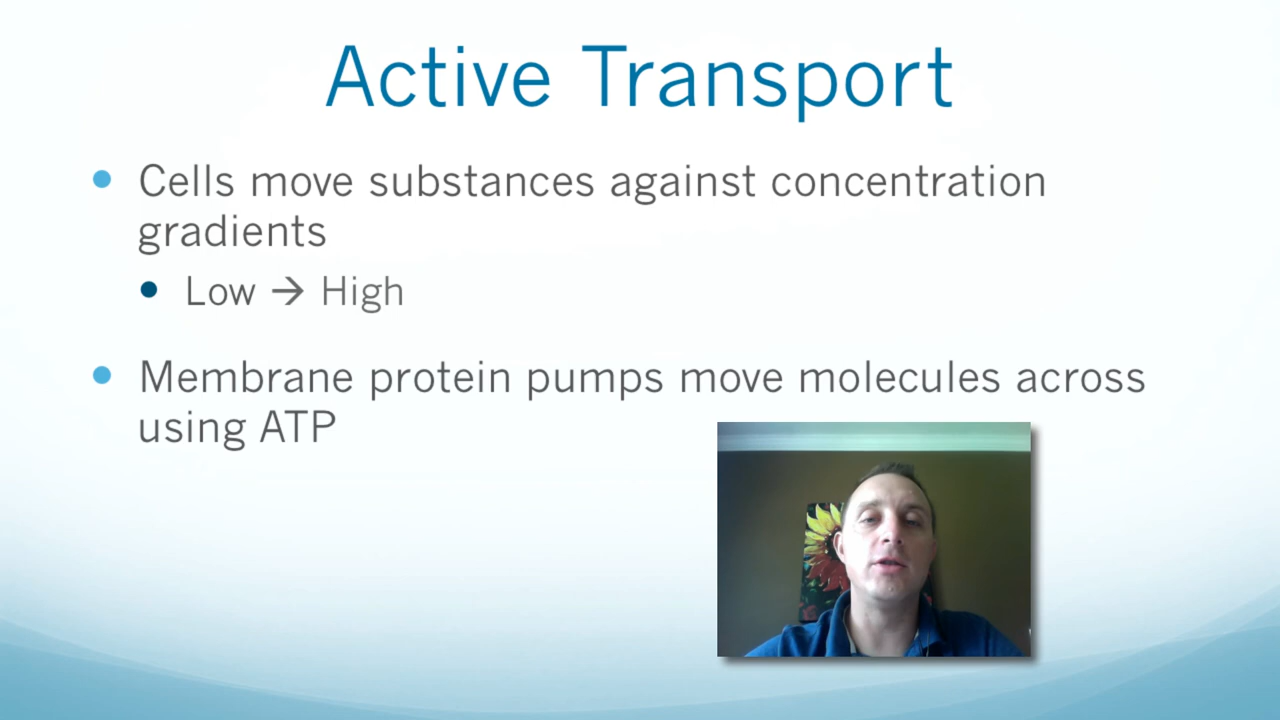 Active Transport
Cells move substances against concentration
gradients
Low → High
Membrane protein pumps move molecules across
using ATP